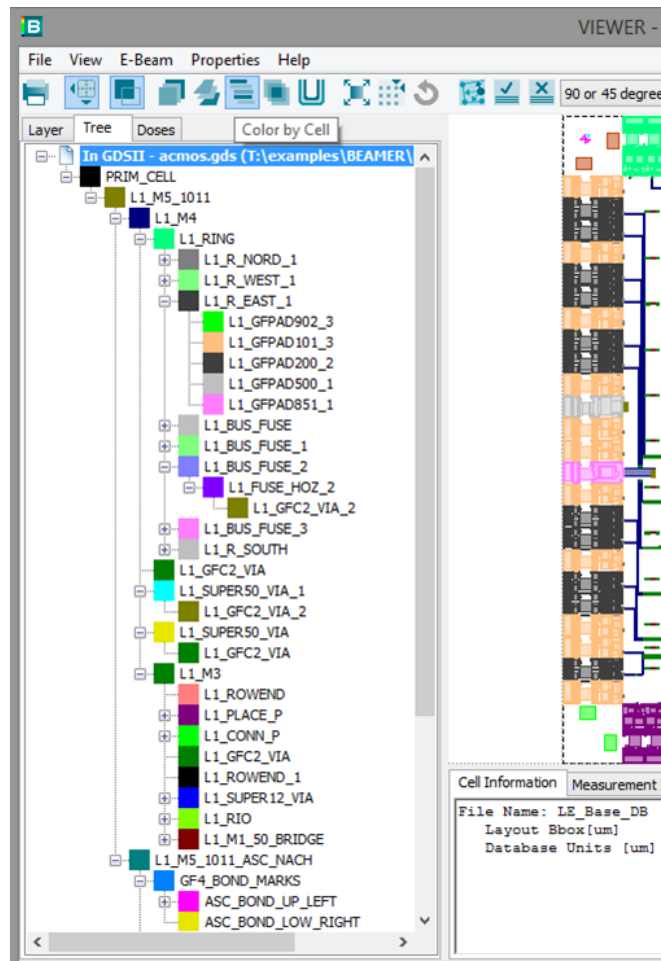 B
VIEWER -
File View E-Beam Properties Help
90 or 45 degree
Layer Tree Doses
Color by Cell
In GDSII - acmos.gds (T:\examples\BEAMER\
PRIM_CELL
L1_M5_1011
L1_M4
L1_RING
L1_R_NORD_1
L1_R_WEST_1
L1_R_EAST_1
L1_GFPAD902_3
L1_GFPAD101_3
L1_GFPAD200_2
L1_GFPAD500_1
L1_GFPAD851_1
L1_BUS_FUSE
L1_BUS_FUSE_1
L1_BUS_FUSE_2
L1_FUSE_HOZ_2
L1_GFC2_VIA_2
L1_BUS_FUSE_3
L1_R_SOUTH
L1_GFC2_VIA
L1_SUPER50_VIA_1
L1_GFC2_VIA_2
L1_SUPER50_VIA
L1_GFC2_VIA
L1_M3
L1_ROWEND
L1_PLACE_P
L1_CONN_P
L1_GFC2_VIA
L1_ROWEND_1
L1_SUPER12_VIA
L1_RIO
L1_M1_50_BRIDGE
L1_M5_1011_ASC_NACH
GF4_BOND_MARKS
ASC_BOND_UP_LEFT
ASC_BOND_LOW_RIGHT
Cell Information Measurement
File Name: LE_Base_DB
Layout Bbox[um]
Database Units [um]